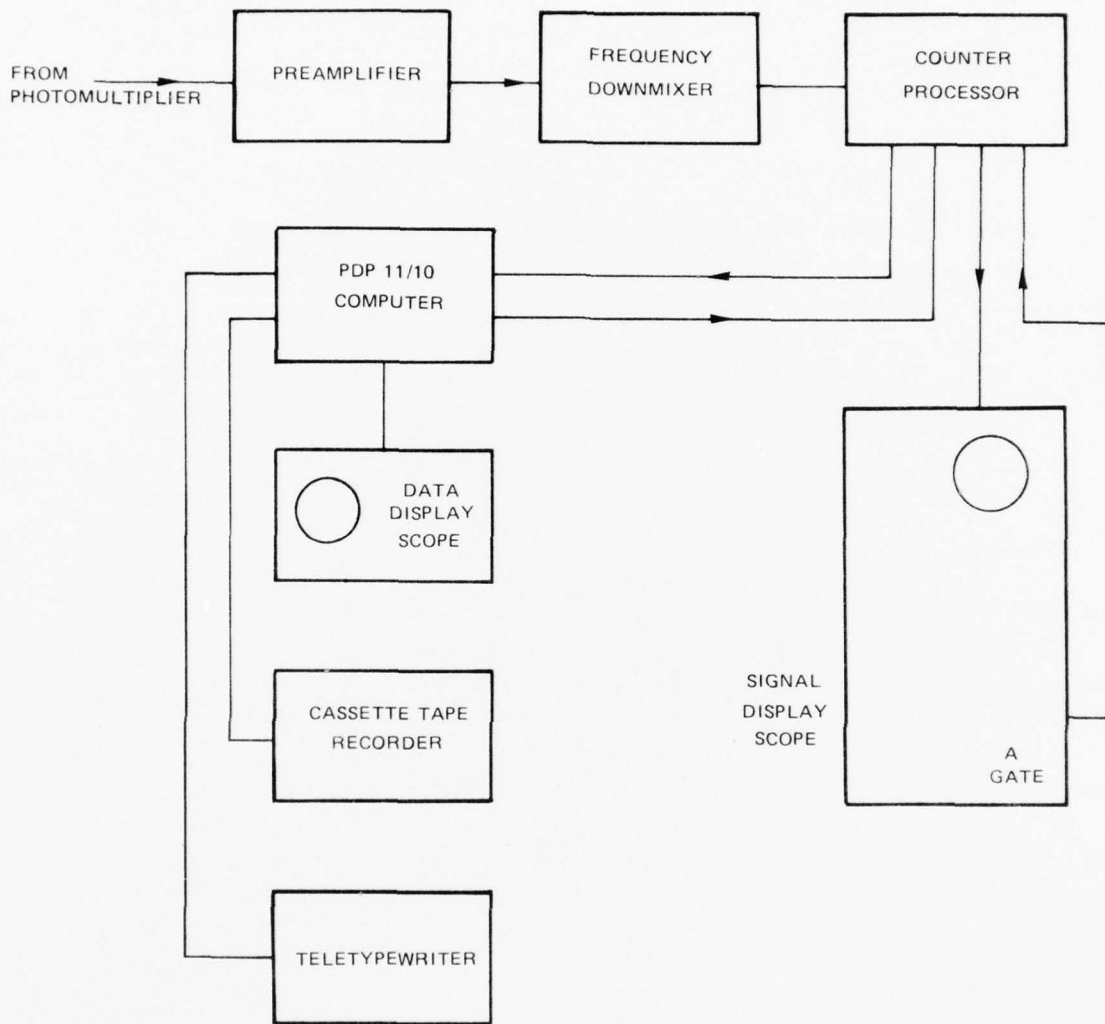 FROM
PHOTOMULTIPLIER
PREAMPLIFIER
FREQUENCY
DOWNMIXER
COUNTER
PROCESSOR
PDP 11/10
COMPUTER
DATA
DISPLAY
SCOPE
CASSETTE TAPE
RECORDER
SIGNAL
DISPLAY
SCOPE
A
GATE
TELETYPEWRITER